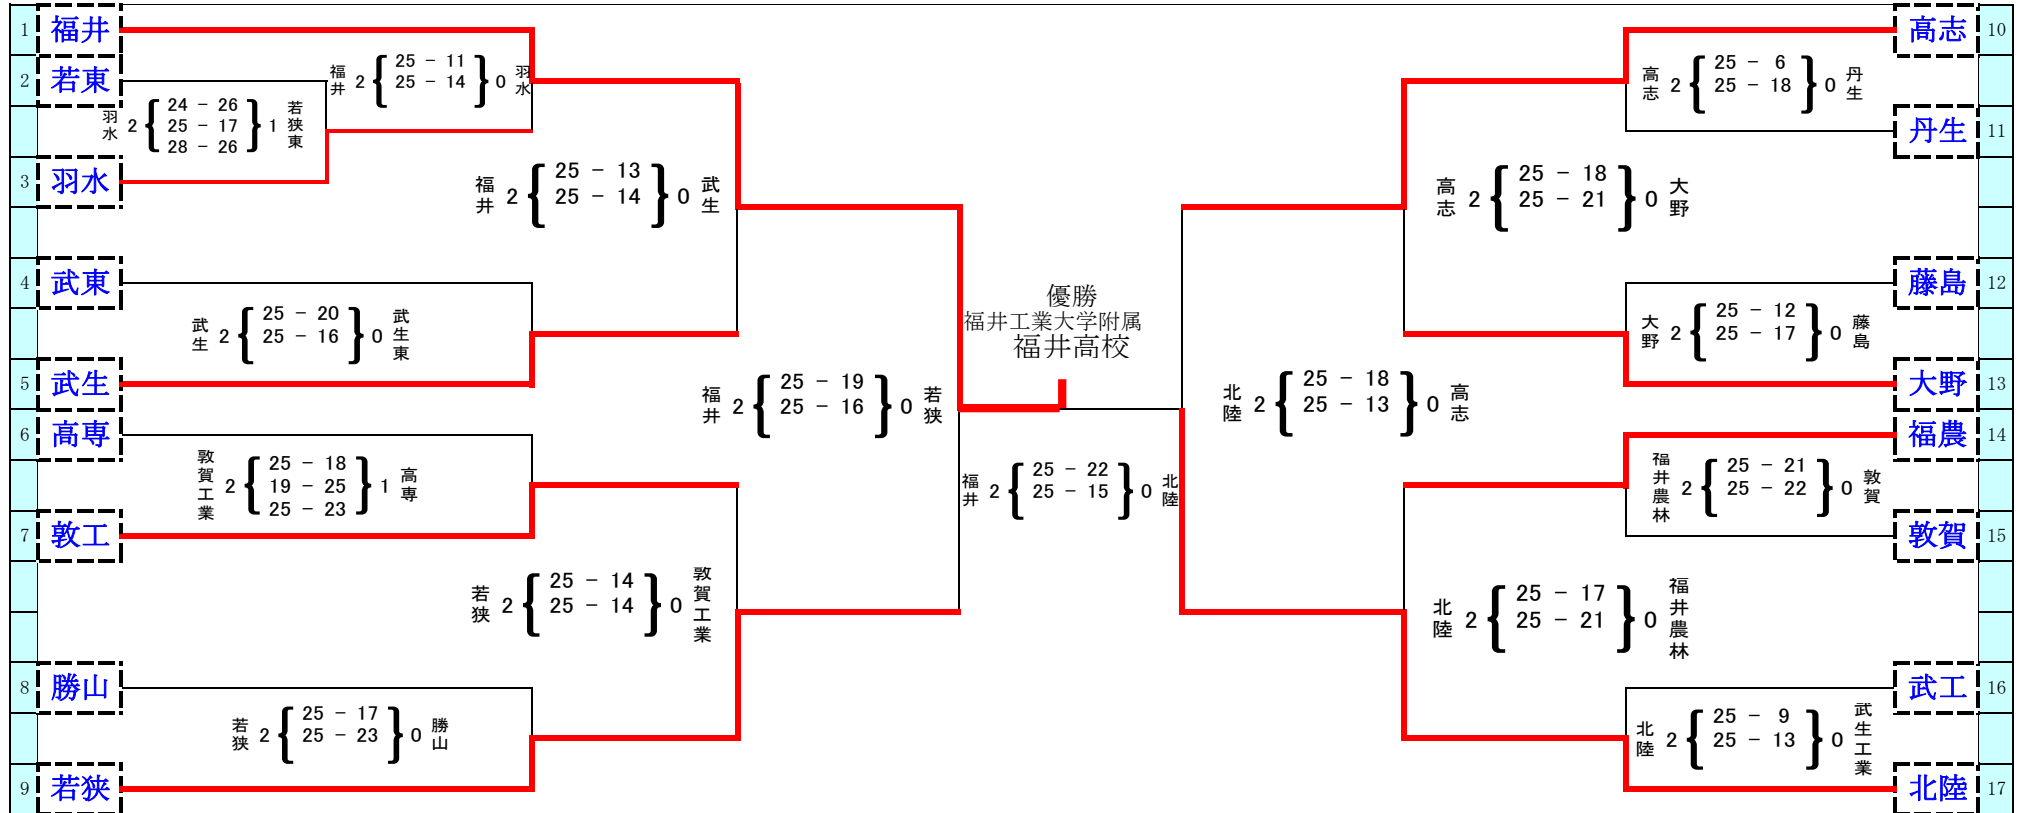 1 福井
2 若東
3 羽水
4 武東
5 武生
6 高専
7 敦工
8 勝山
9 若狭
羽水 2 { 24 - 26 } 1 若狭東
25 - 17
28 - 26
福井 2 { 25 - 11 } 0 羽水
25 - 14
武生 2 { 25 - 20 } 0 武生東
25 - 16
敦賀工業 2 { 25 - 18 } 1 高専
19 - 25
25 - 23
若狭 2 { 25 - 17 } 0 勝山
25 - 23
福井 2 { 25 - 13 } 0 武生
25 - 14
若狭 2 { 25 - 14 } 0 敦賀工業
25 - 14
福井 2 { 25 - 19 } 0 若狭
25 - 16
優勝
福井工業大学附属
福井高校
福井 2 { 25 - 22 } 0 北陸
25 - 15
北陸 2 { 25 - 18 } 0 高志
25 - 13
高志 2 { 25 - 18 } 0 大野
25 - 21
北陸 2 { 25 - 17 } 0 福井農林
25 - 21
高志 2 { 25 - 6 } 0 丹生
25 - 18
大野 2 { 25 - 12 } 0 藤島
25 - 17
福井農林 2 { 25 - 21 } 0 敦賀
25 - 22
北陸 2 { 25 - 9 } 0 武生工業
25 - 13
高志 10
丹生 11
藤島 12
大野 13
福農 14
敦賀 15
武工 16
北陸 17